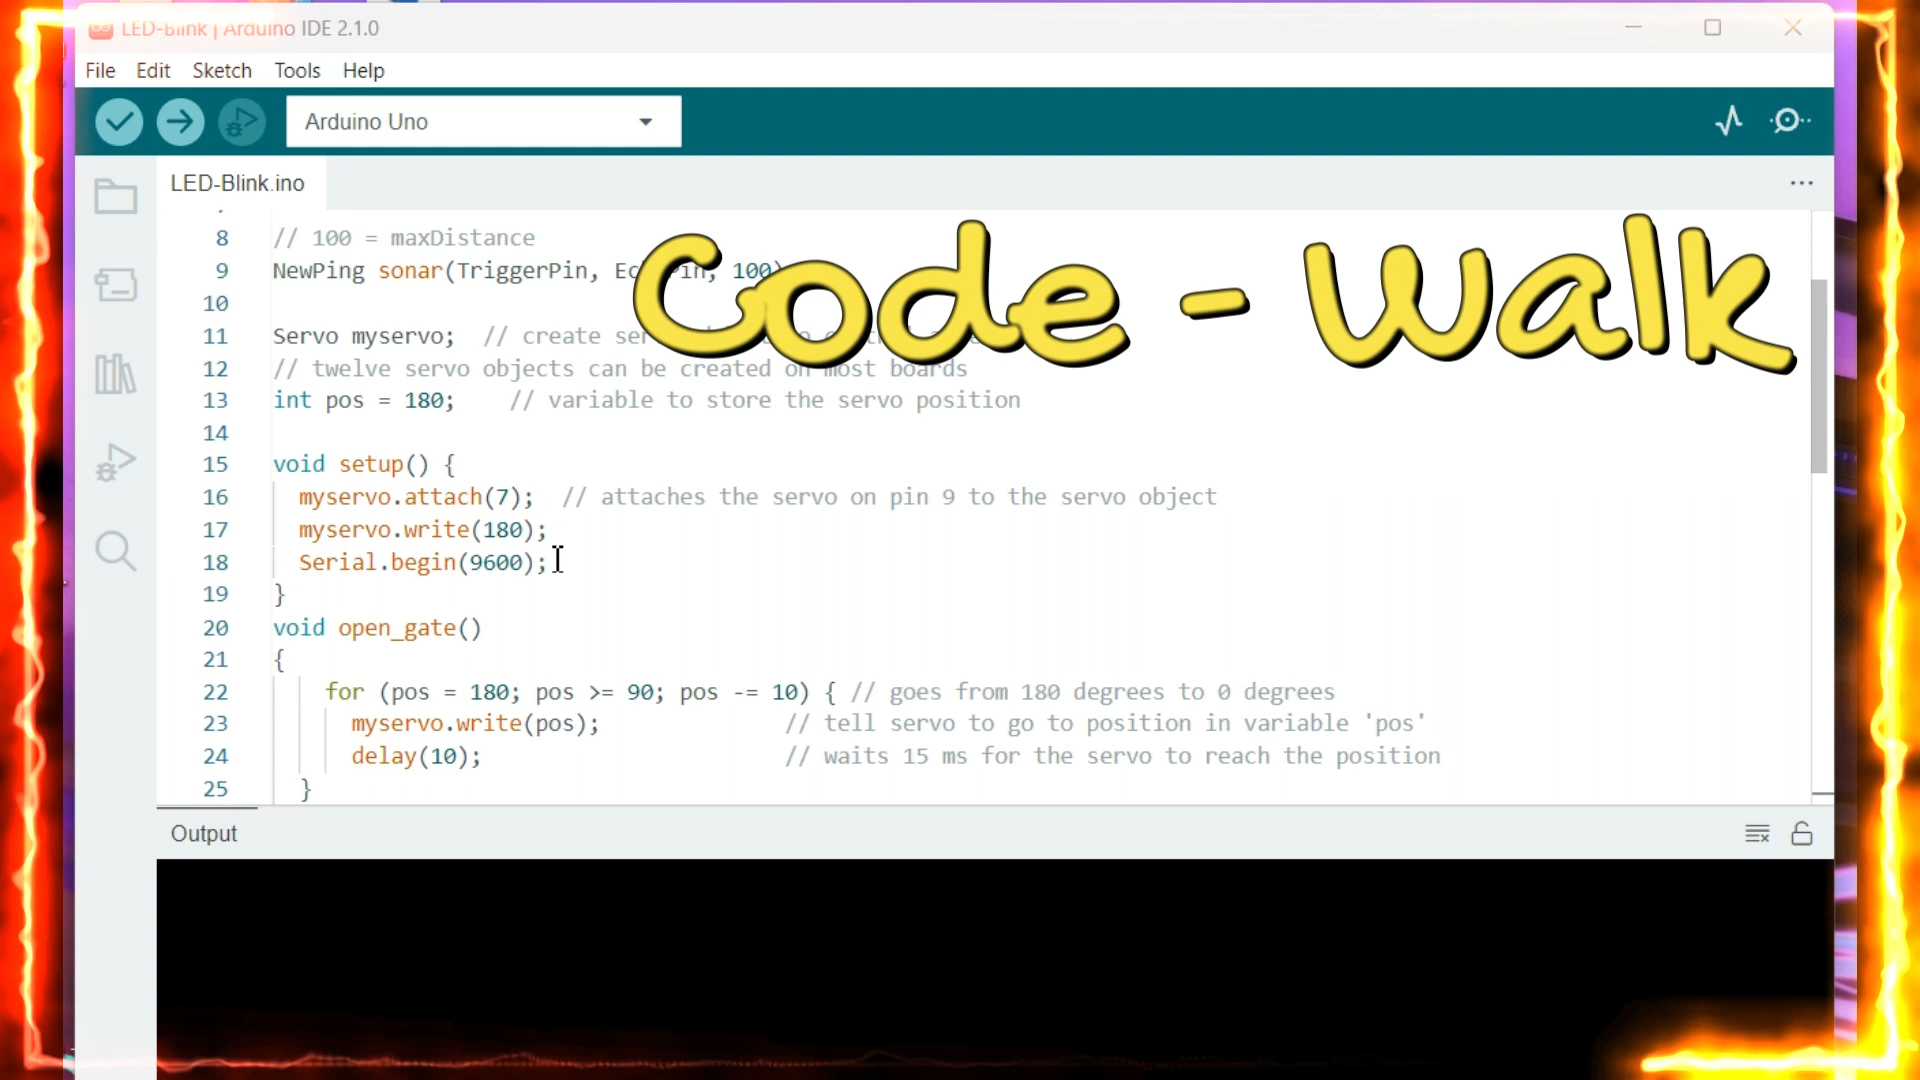 LED-Blink | Arduino IDE 2.1.0
File Edit Sketch Tools Help
Arduino Uno
LED-Blink.ino
Code - Walk
8 // 100 = maxDistance
9 NewPing sonar(TriggerPin, 100)
10
11 Servo myservo; // create
12 // twelve servo objects can be created on most boards
13 int pos = 180; // variable to store the servo position
14
15 void setup() {
16 myservo.attach(7); // attaches the servo on pin 9 to the servo object
17 myservo.write(180);
18 Serial.begin(9600);
19 }
20 void open_gate()
21 {
22 for (pos = 180; pos >= 90; pos -= 10) { // goes from 180 degrees to 0 degrees
23 myservo.write(pos); // tell servo to go to position in variable 'pos'
24 delay(10); // waits 15 ms for the servo to reach the position
25 }
Output